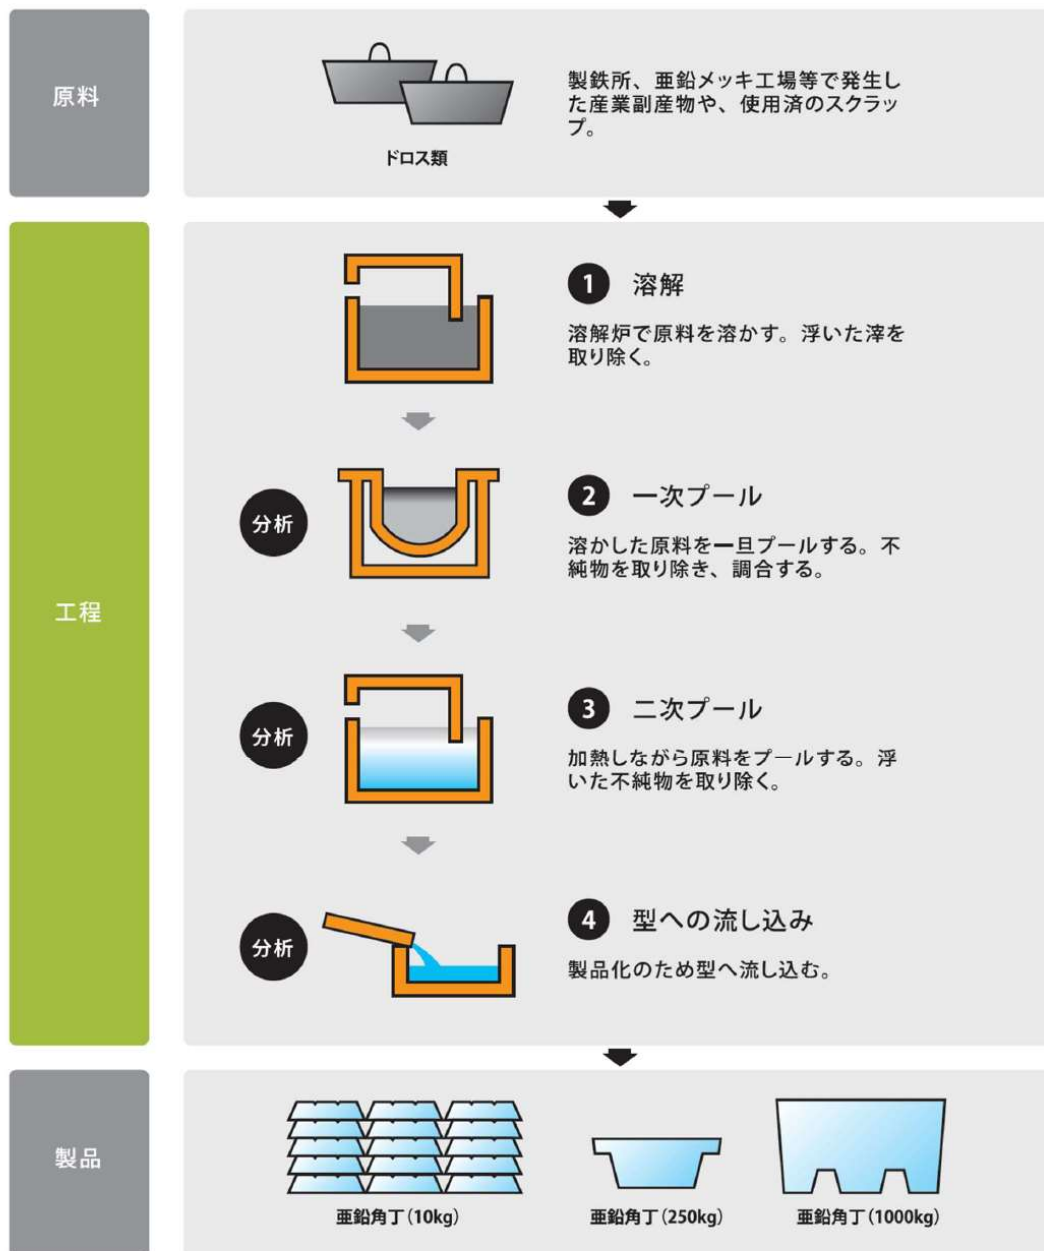 原料
ドロス類
製鉄所、亜鉛メッキ工場等で発生し
た産業副産物や、使用済のスクラッ
プ。
工程
1 溶解
溶解炉で原料を溶かす。浮いた滓を
取り除く。
分析
2 一次プール
溶かした原料を一旦プールする。不
純物を取り除き、調合する。
分析
3 二次プール
加熱しながら原料をプールする。浮
いた不純物を取り除く。
分析
4 型への流し込み
製品化のため型へ流し込む。
製品
亜鉛角丁(10kg)
亜鉛角丁(250kg)
亜鉛角丁(1000kg)